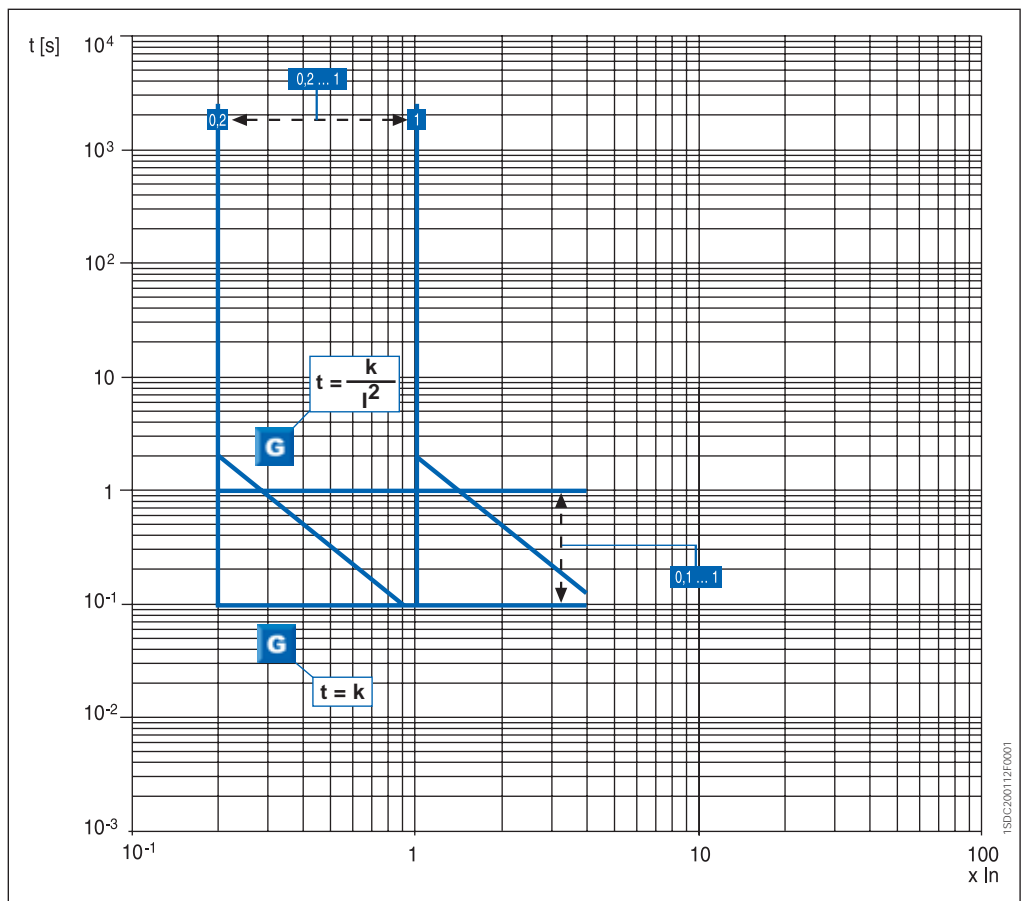 t [s]
10⁴
0,2 ... 1
0,2
1
10³
10²
t = k / I²
10
G
1
0,1 ... 1
10⁻¹
G
t = k
10⁻²
10⁻³
10⁻¹
1
10
100
x In
1SDC200112F0001